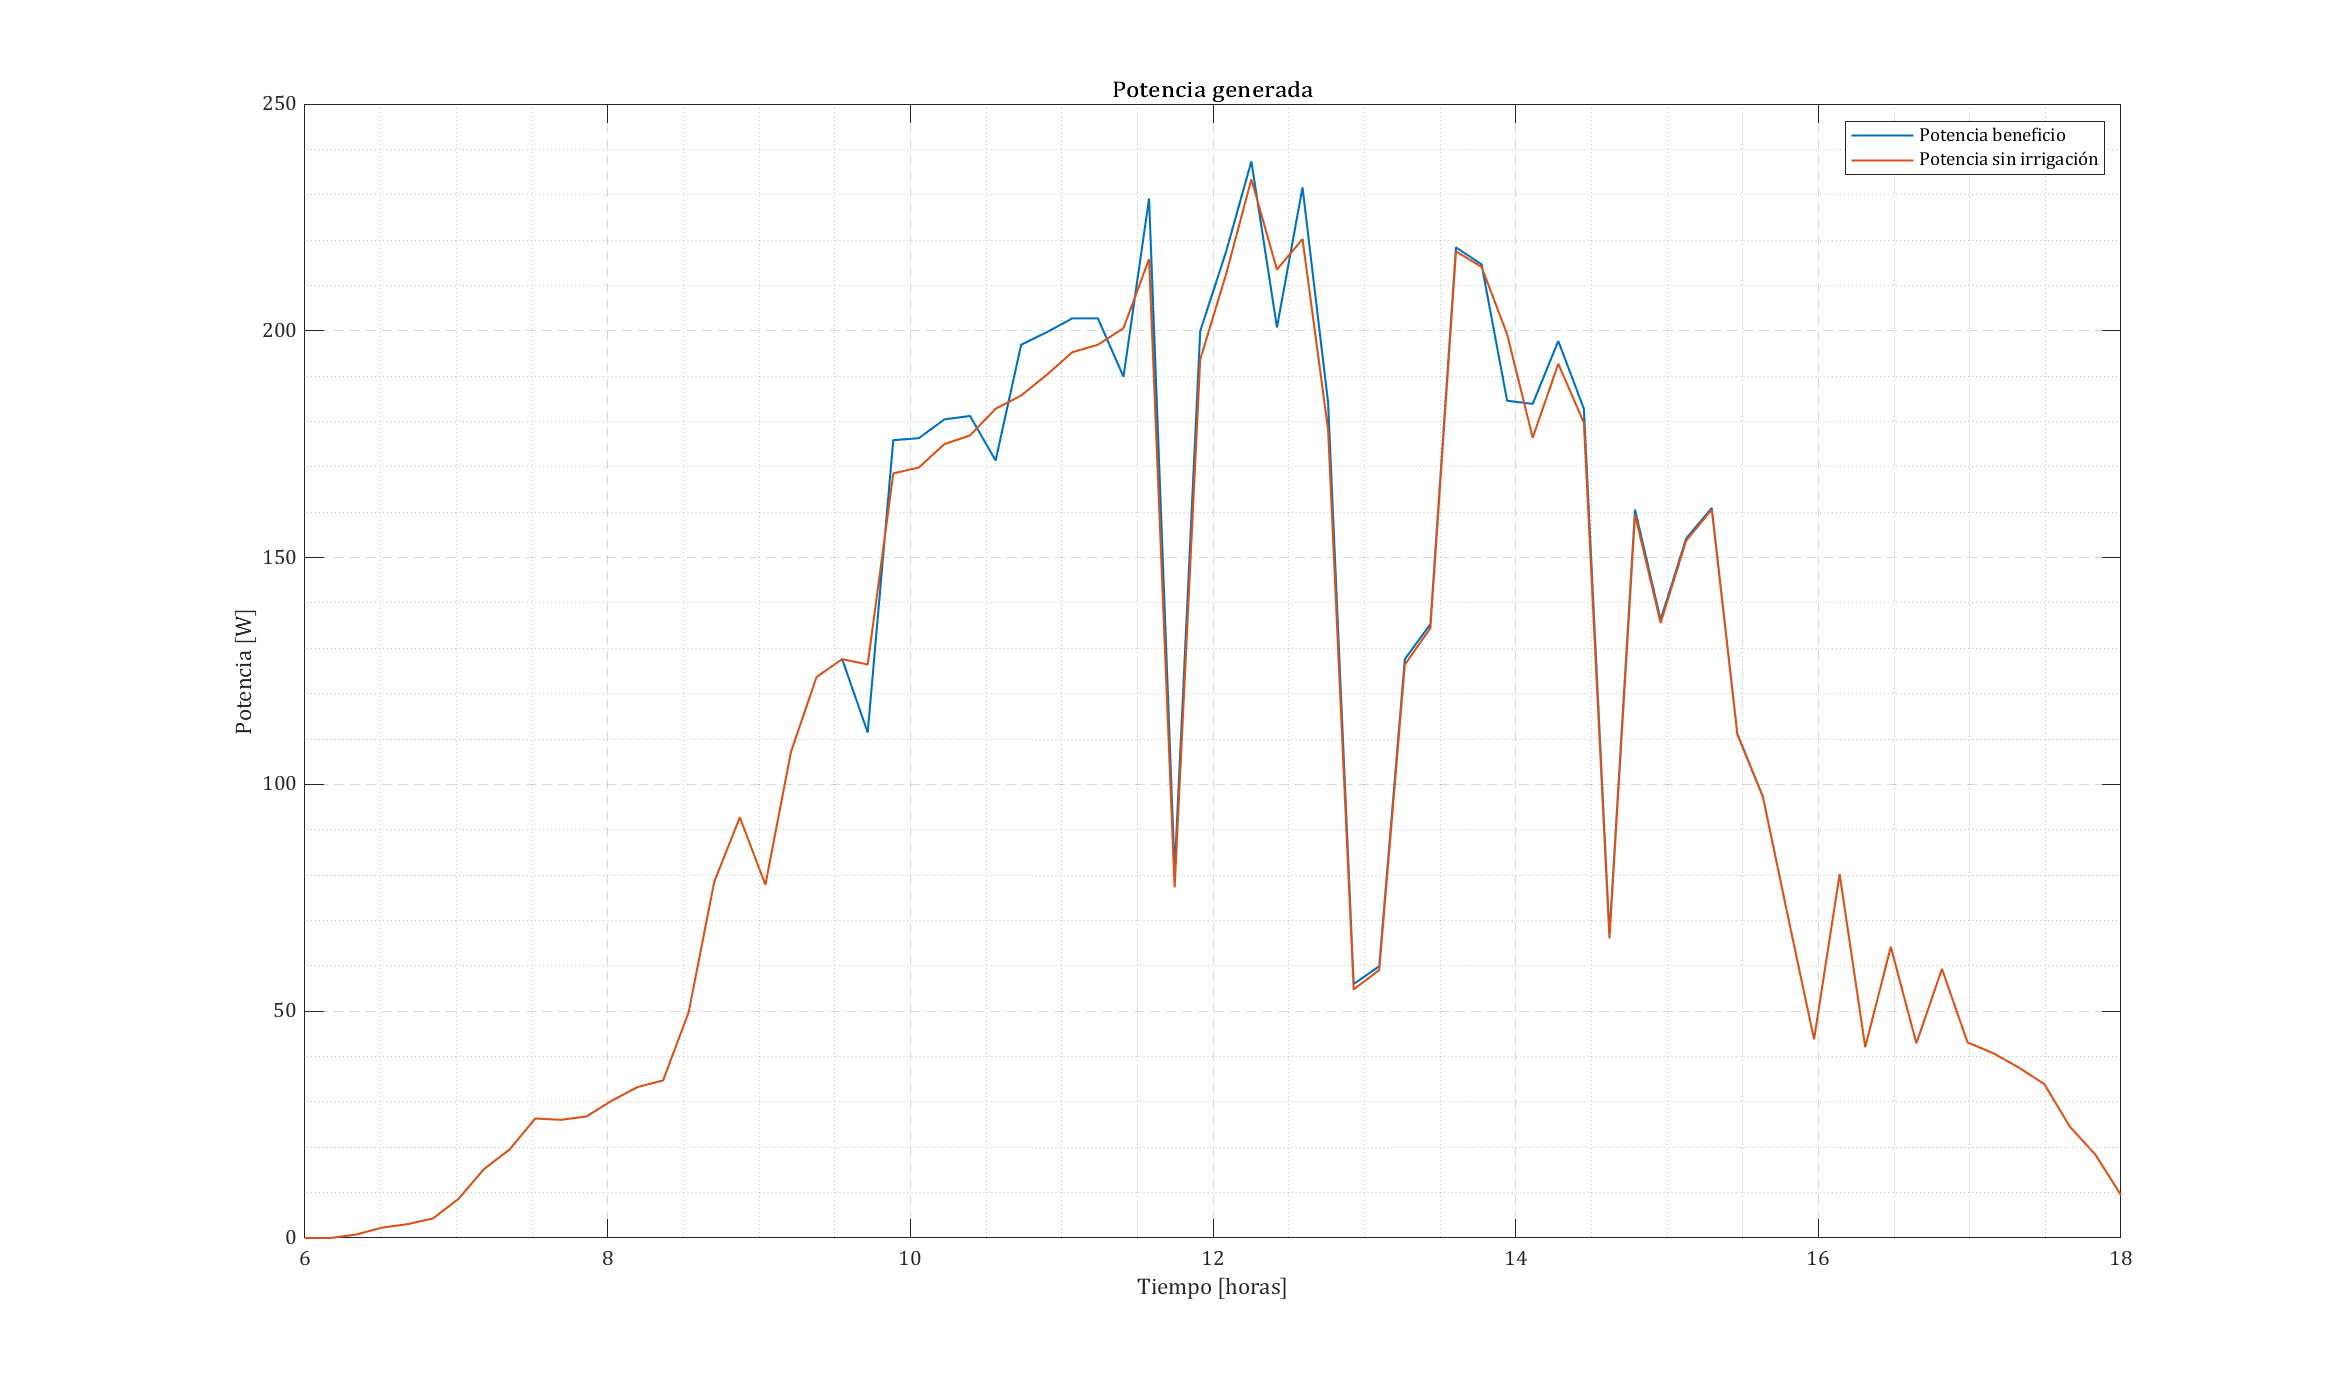 Potencia generada
250
200
150
100
50
0
Potencia [W]
Potencia beneficio
Potencia sin irrigación
6 8 10 12 14 16 18
Tiempo [horas]